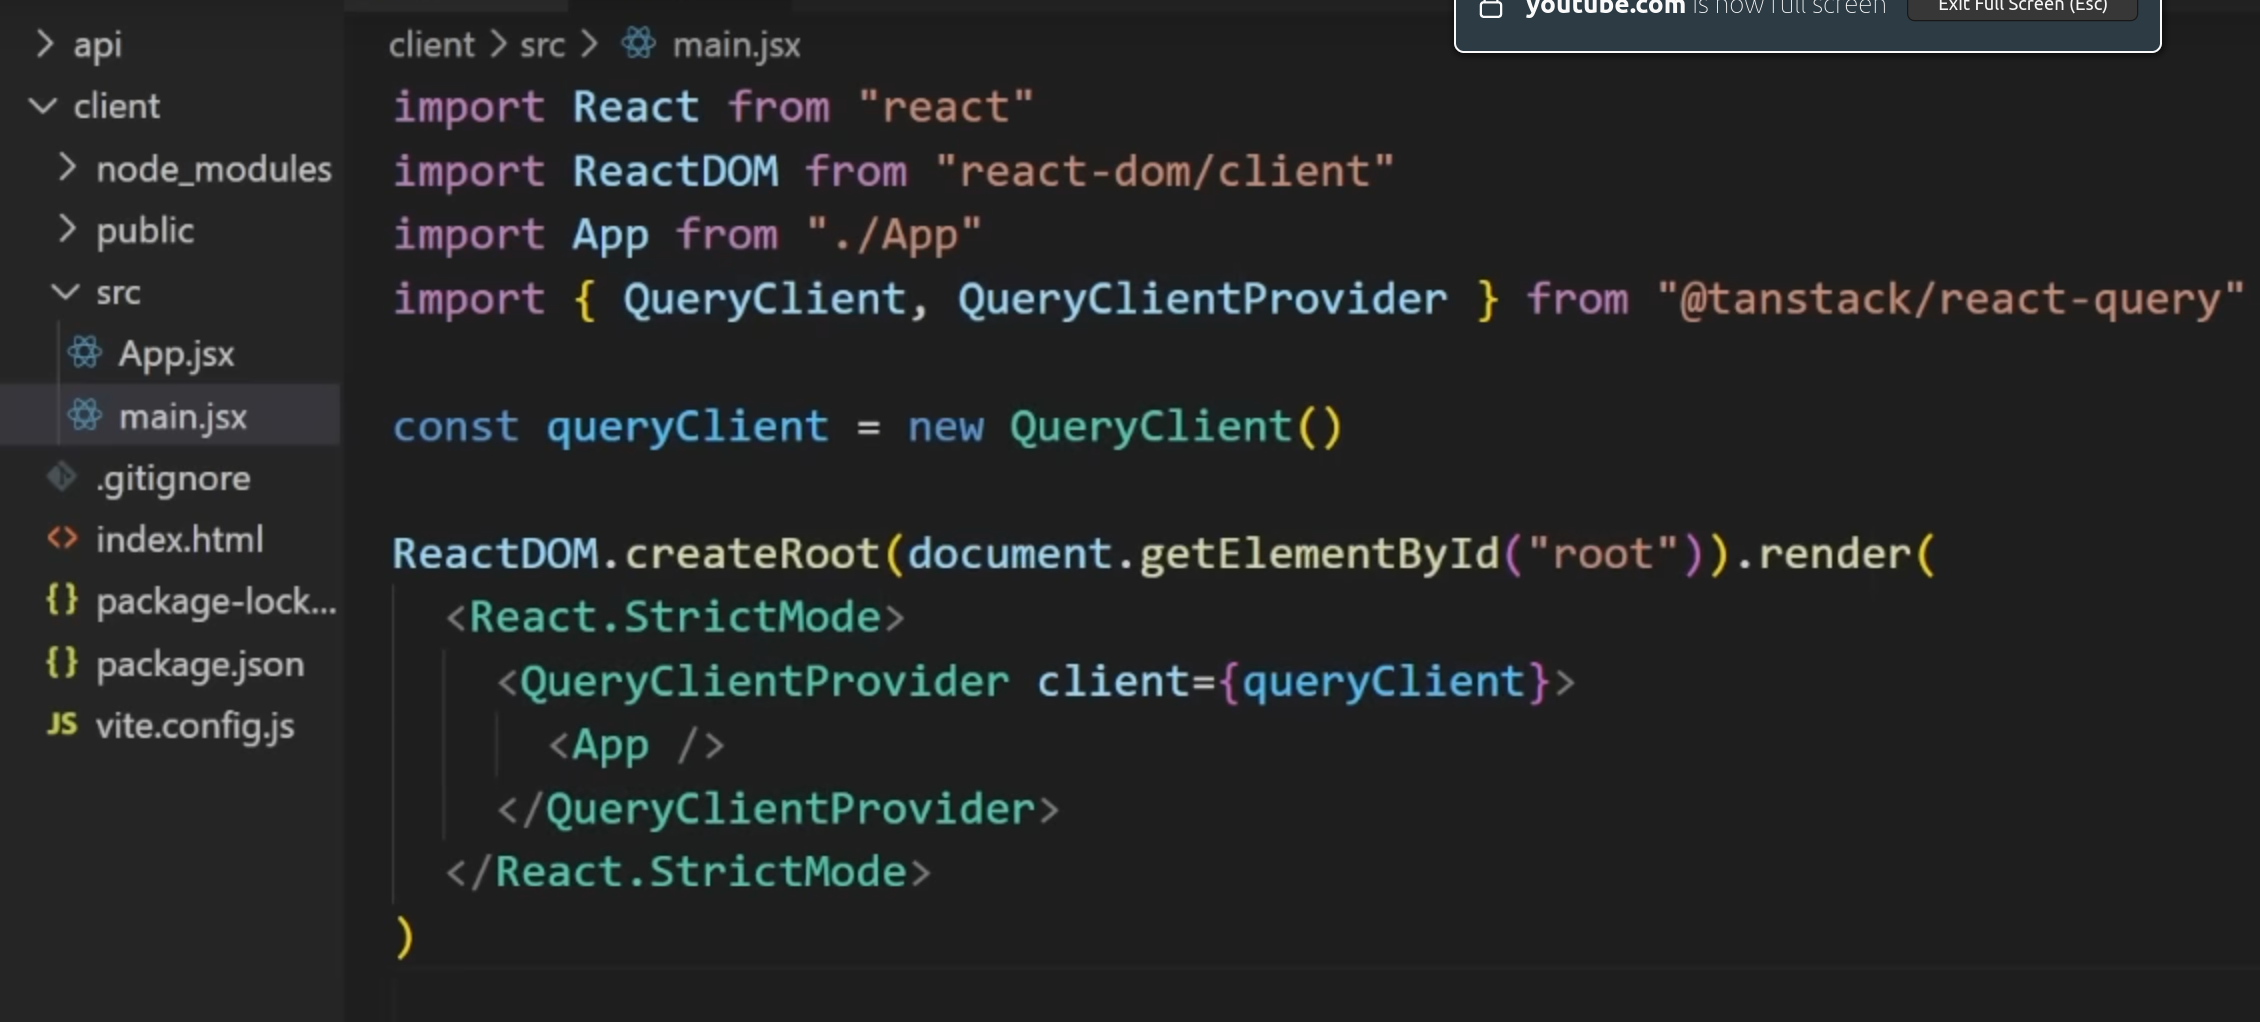 api
client
node_modules
public
src
App.jsx
main.jsx
.gitignore
index.html
package-lock...
package.json
JS vite.config.js
client > src > main.jsx
import React from "react"
import ReactDOM from "react-dom/client"
import App from "./App"
import { QueryClient, QueryClientProvider } from "@tanstack/react-query"
const queryClient = new QueryClient()
ReactDOM.createRoot(document.getElementById("root")).render(
<React.StrictMode>
<QueryClientProvider client={queryClient}>
<App />
</QueryClientProvider>
</React.StrictMode>
)
youtube.com is now full screen
Exit Full Screen (Esc)